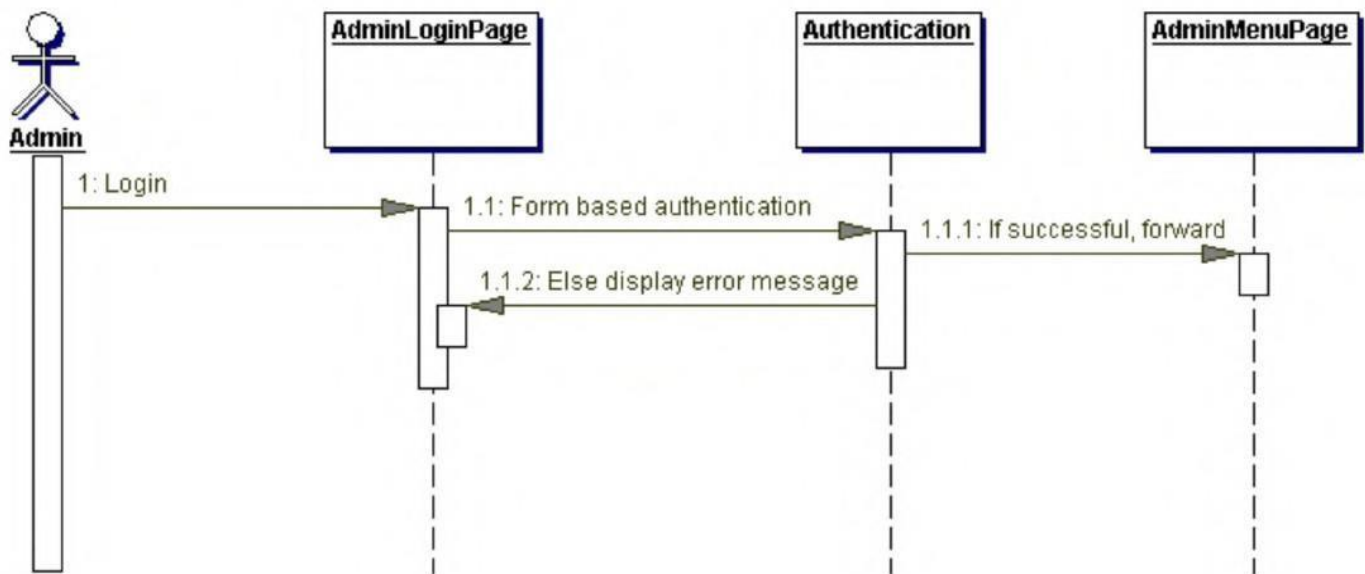 AdminLoginPage
Authentication
AdminMenuPage
Admin
1: Login
1.1: Form based authentication
1.1.1: If successful, forward
1.1.2: Else display error message